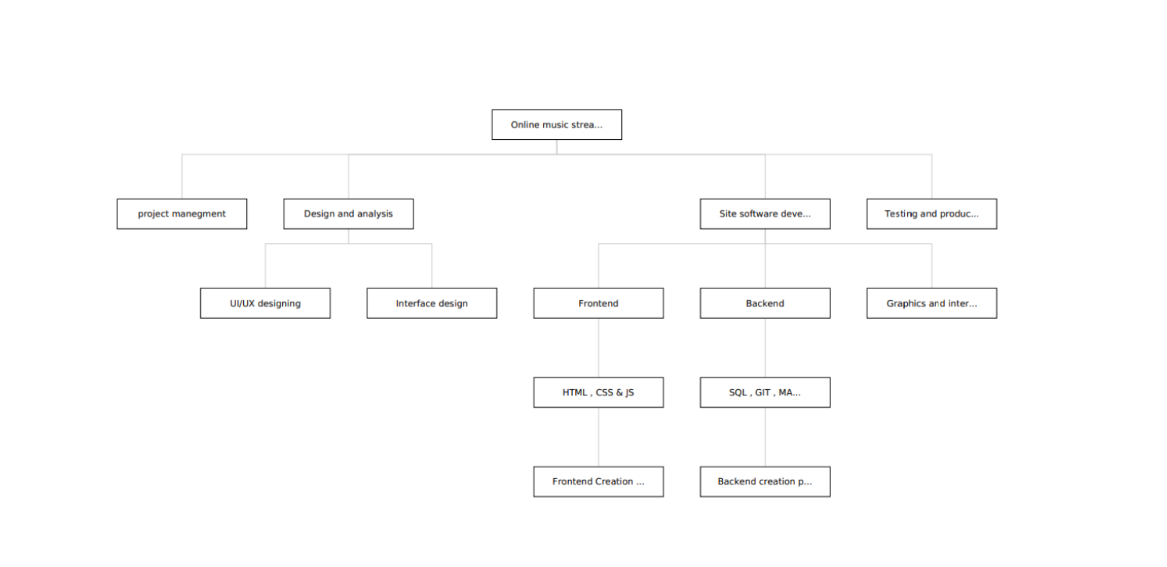 Online music strea...
project manegment
Design and analysis
Site software deve...
Testing and produc...
UI/UX designing
Interface design
Frontend
Backend
Graphics and inter...
HTML , CSS & JS
SQL , GIT , MA...
Frontend Creation ...
Backend creation p...